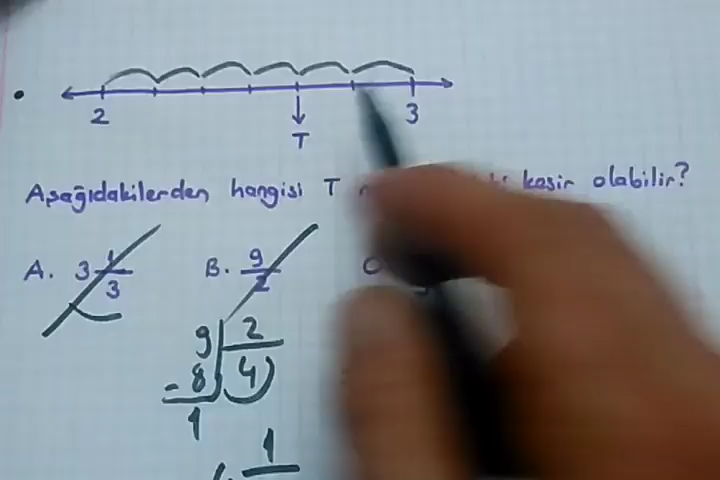 2 3
T
Aşağıdakilerden hangisi T kesir olabilir?
A. 3 1/3 B. 9/2
9 2
- 8 4
1
1